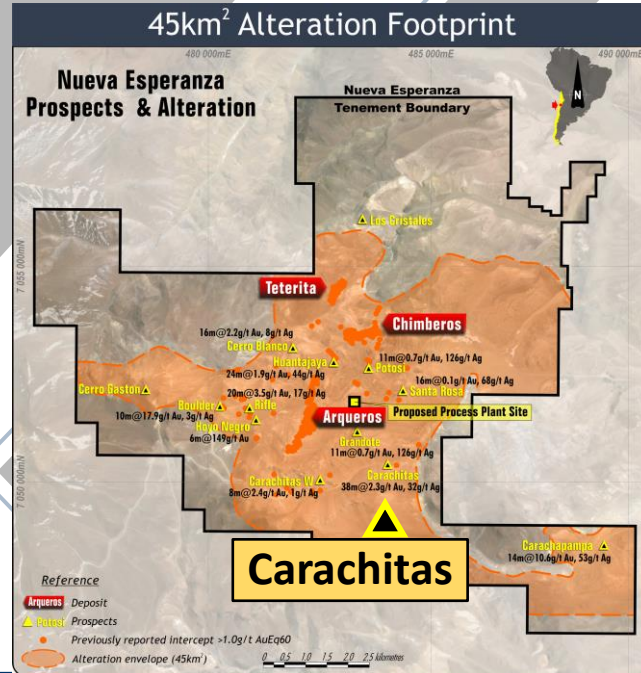 45km² Alteration Footprint
480 000mE
485 000mE
490 000mE
Nueva Esperanza
Prospects & Alteration
Nueva Esperanza
Tenement Boundary
N
7 055 000mN
Los Cristales
Teterita
Chimberos
16m@2.2g/t Au, 8g/t Ag
Cerro Blanco
11m@0.7g/t Au, 126g/t Ag
Huantajaya
Potosi
24m@1.9g/t Au, 44g/t Ag
16m@0.1g/t Au, 68g/t Ag
Cerro Gaston
20m@3.5g/t Au, 17g/t Ag
Santa Rosa
Boulder
Riffe
Arqueros
Proposed Process Plant Site
10m@17.9g/t Au, 3g/t Ag
Hoyo Negro
6m@149g/t Au
Grandote
11m@0.7g/t Au, 126g/t Ag
Carachitas
7 050 000mN
Carachitas W
8m@2.4g/t Au, 1g/t Ag
38m@2.3g/t Au, 32g/t Ag
Carachitas
Carachapampa
14m@10.6g/t Au, 53g/t Ag
Reference
Arqueros Deposit
Potosi Prospects
Previously reported intercept >1.0g/t AuEq60
Alteration envelope (45km²)
0 0.5 1.0 1.5 2.0 2.5 kilometres